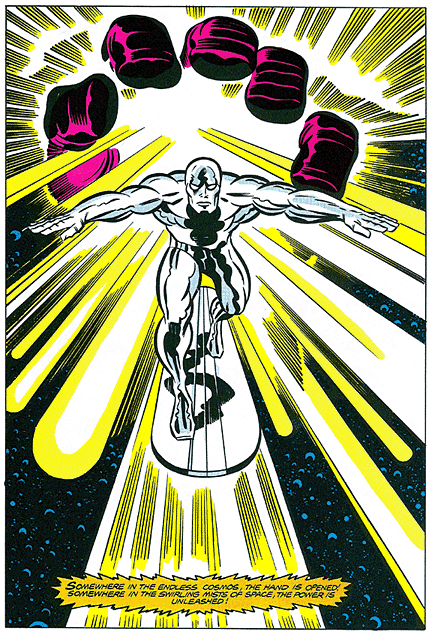 SOMEWHERE IN THE ENDLESS COSMOS, THE HAND IS OPENED!
SOMEWHERE IN THE SWIRLING MISTS OF SPACE, THE POWER IS
UNLEASHED!